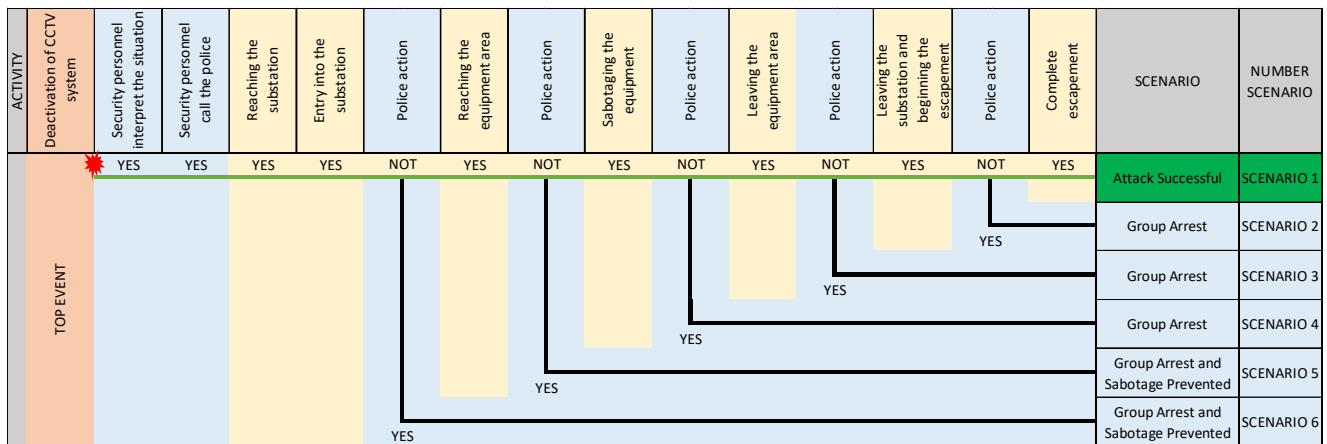 ACTIVITY
Deactivation of CCTV
system
Security personnel
interpret the situation
Security personnel
call the police
Reaching the
substation
Entry into the
substation
Police action
Reaching the
equipment area
Police action
Sabotaging the
equipment
Police action
Leaving the
equipment area
Police action
Leaving the
substation and
beginning the
escapement
Police action
Complete
escapement
SCENARIO
NUMBER
SCENARIO
TOP EVENT
YES
YES
YES
YES
NOT
YES
NOT
YES
NOT
YES
NOT
YES
NOT
YES
Attack Successful
SCENARIO 1
YES
Group Arrest
SCENARIO 2
YES
Group Arrest
SCENARIO 3
YES
Group Arrest
SCENARIO 4
YES
Group Arrest and
Sabotage Prevented
SCENARIO 5
YES
Group Arrest and
Sabotage Prevented
SCENARIO 6